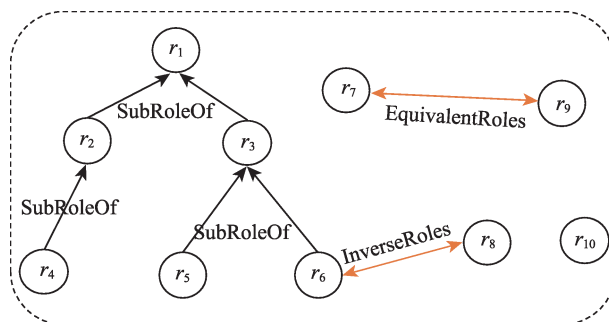 r1
SubRoleOf
r7
EquivalentRoles
r9
r2
r3
SubRoleOf
SubRoleOf
InverseRoles
r8
r10
r4
r5
r6